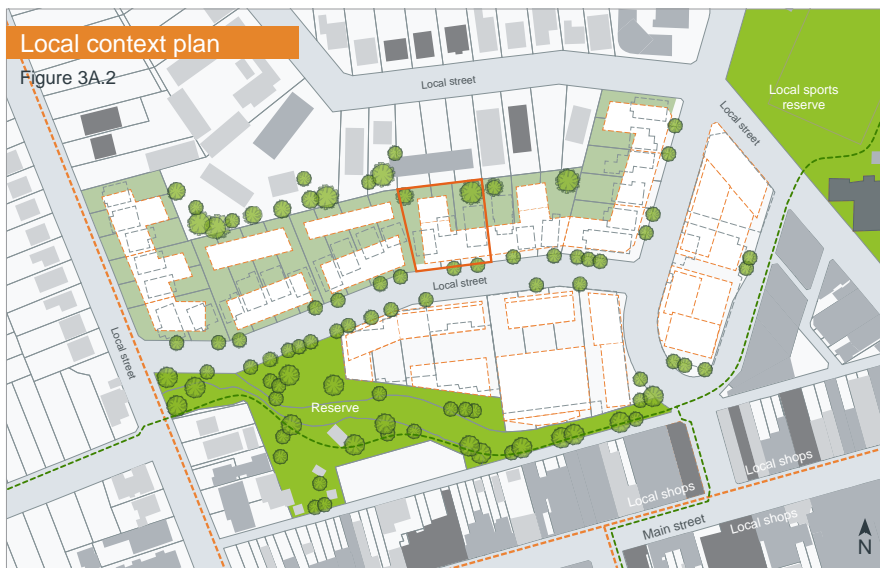 Local context plan
Figure 3A.2
Local street
Local sports
reserve
Local street
Local street
Local street
Reserve
Local shops
Local shops
Main street
Local shops
N